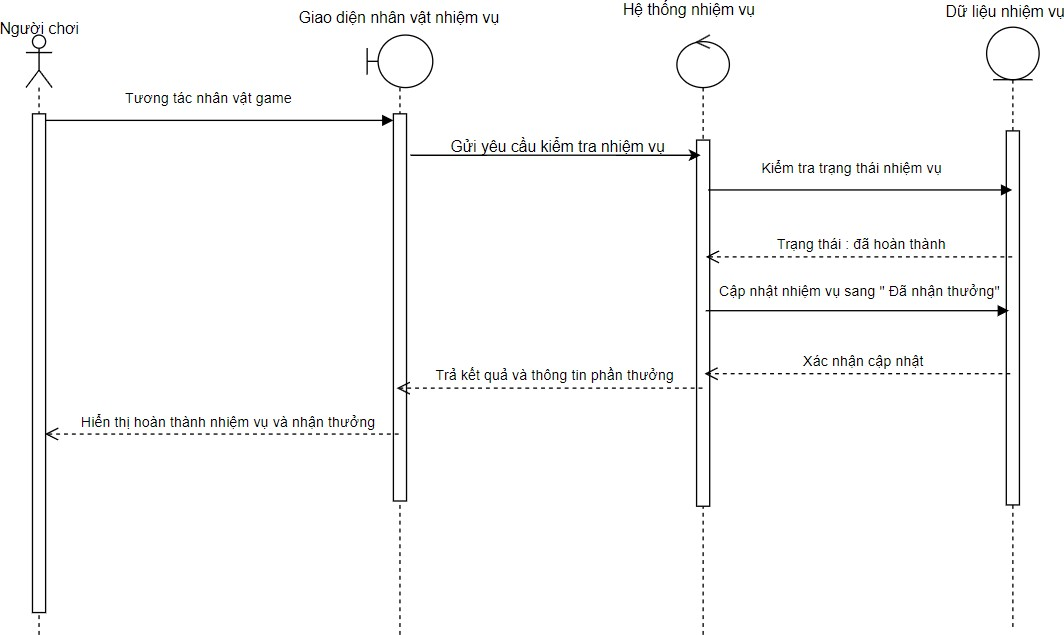 Người chơi
Giao diện nhân vật nhiệm vụ
Hệ thống nhiệm vụ
Dữ liệu nhiệm vụ
Tương tác nhân vật game
Gửi yêu cầu kiểm tra nhiệm vụ
Kiểm tra trạng thái nhiệm vụ
Trạng thái : đã hoàn thành
Cập nhật nhiệm vụ sang " Đã nhận thưởng"
Xác nhận cập nhật
Trả kết quả và thông tin phần thưởng
Hiển thị hoàn thành nhiệm vụ và nhận thưởng